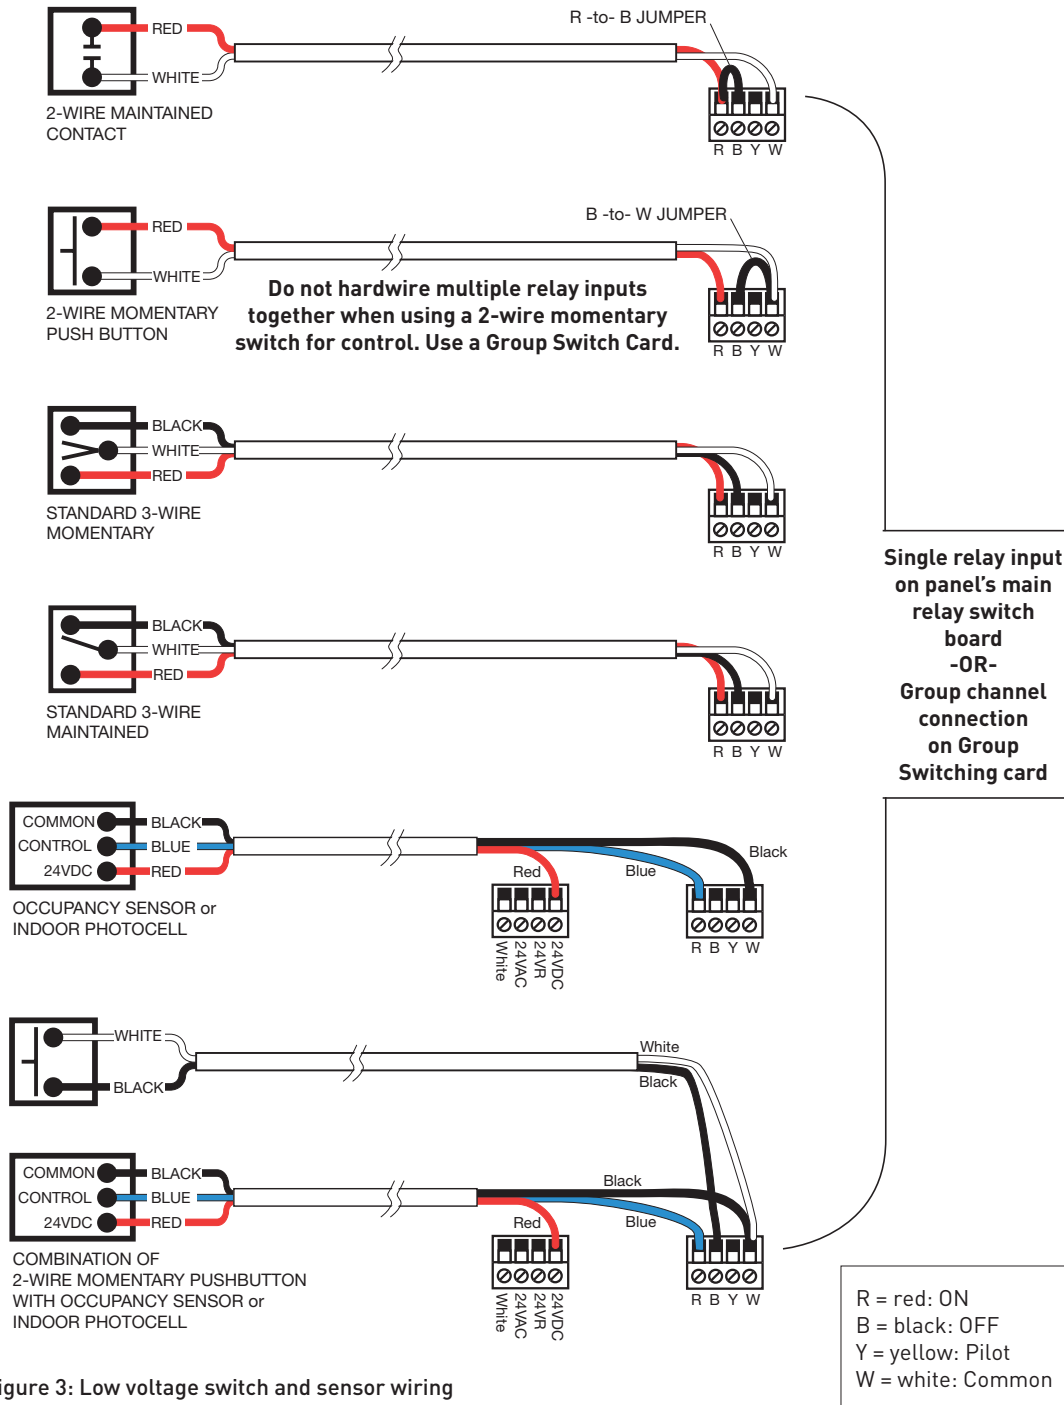 R -to- B JUMPER
RED
WHITE
2-WIRE MAINTAINED
CONTACT
R B Y W
B -to- W JUMPER
RED
WHITE
2-WIRE MOMENTARY
PUSH BUTTON
Do not hardwire multiple relay inputs
together when using a 2-wire momentary
switch for control. Use a Group Switch Card.
R B Y W
BLACK
WHITE
RED
STANDARD 3-WIRE
MOMENTARY
R B Y W
Single relay input
on panel's main
relay switch
board
-OR-
Group channel
connection
on Group
Switching card
BLACK
WHITE
RED
STANDARD 3-WIRE
MAINTAINED
R B Y W
COMMON
CONTROL
24VDC
BLACK
BLUE
RED
OCCUPANCY SENSOR or
INDOOR PHOTOCELL
Red
Blue
Black
White
24VAC
24VR
24VDC
R B Y W
WHITE
BLACK
White
Black
COMMON
CONTROL
24VDC
BLACK
BLUE
RED
COMBINATION OF
2-WIRE MOMENTARY PUSHBUTTON
WITH OCCUPANCY SENSOR or
INDOOR PHOTOCELL
Black
Red
Blue
White
24VAC
24VR
24VDC
R B Y W
R = red: ON
B = black: OFF
Y = yellow: Pilot
W = white: Common
igure 3: Low voltage switch and sensor wiring